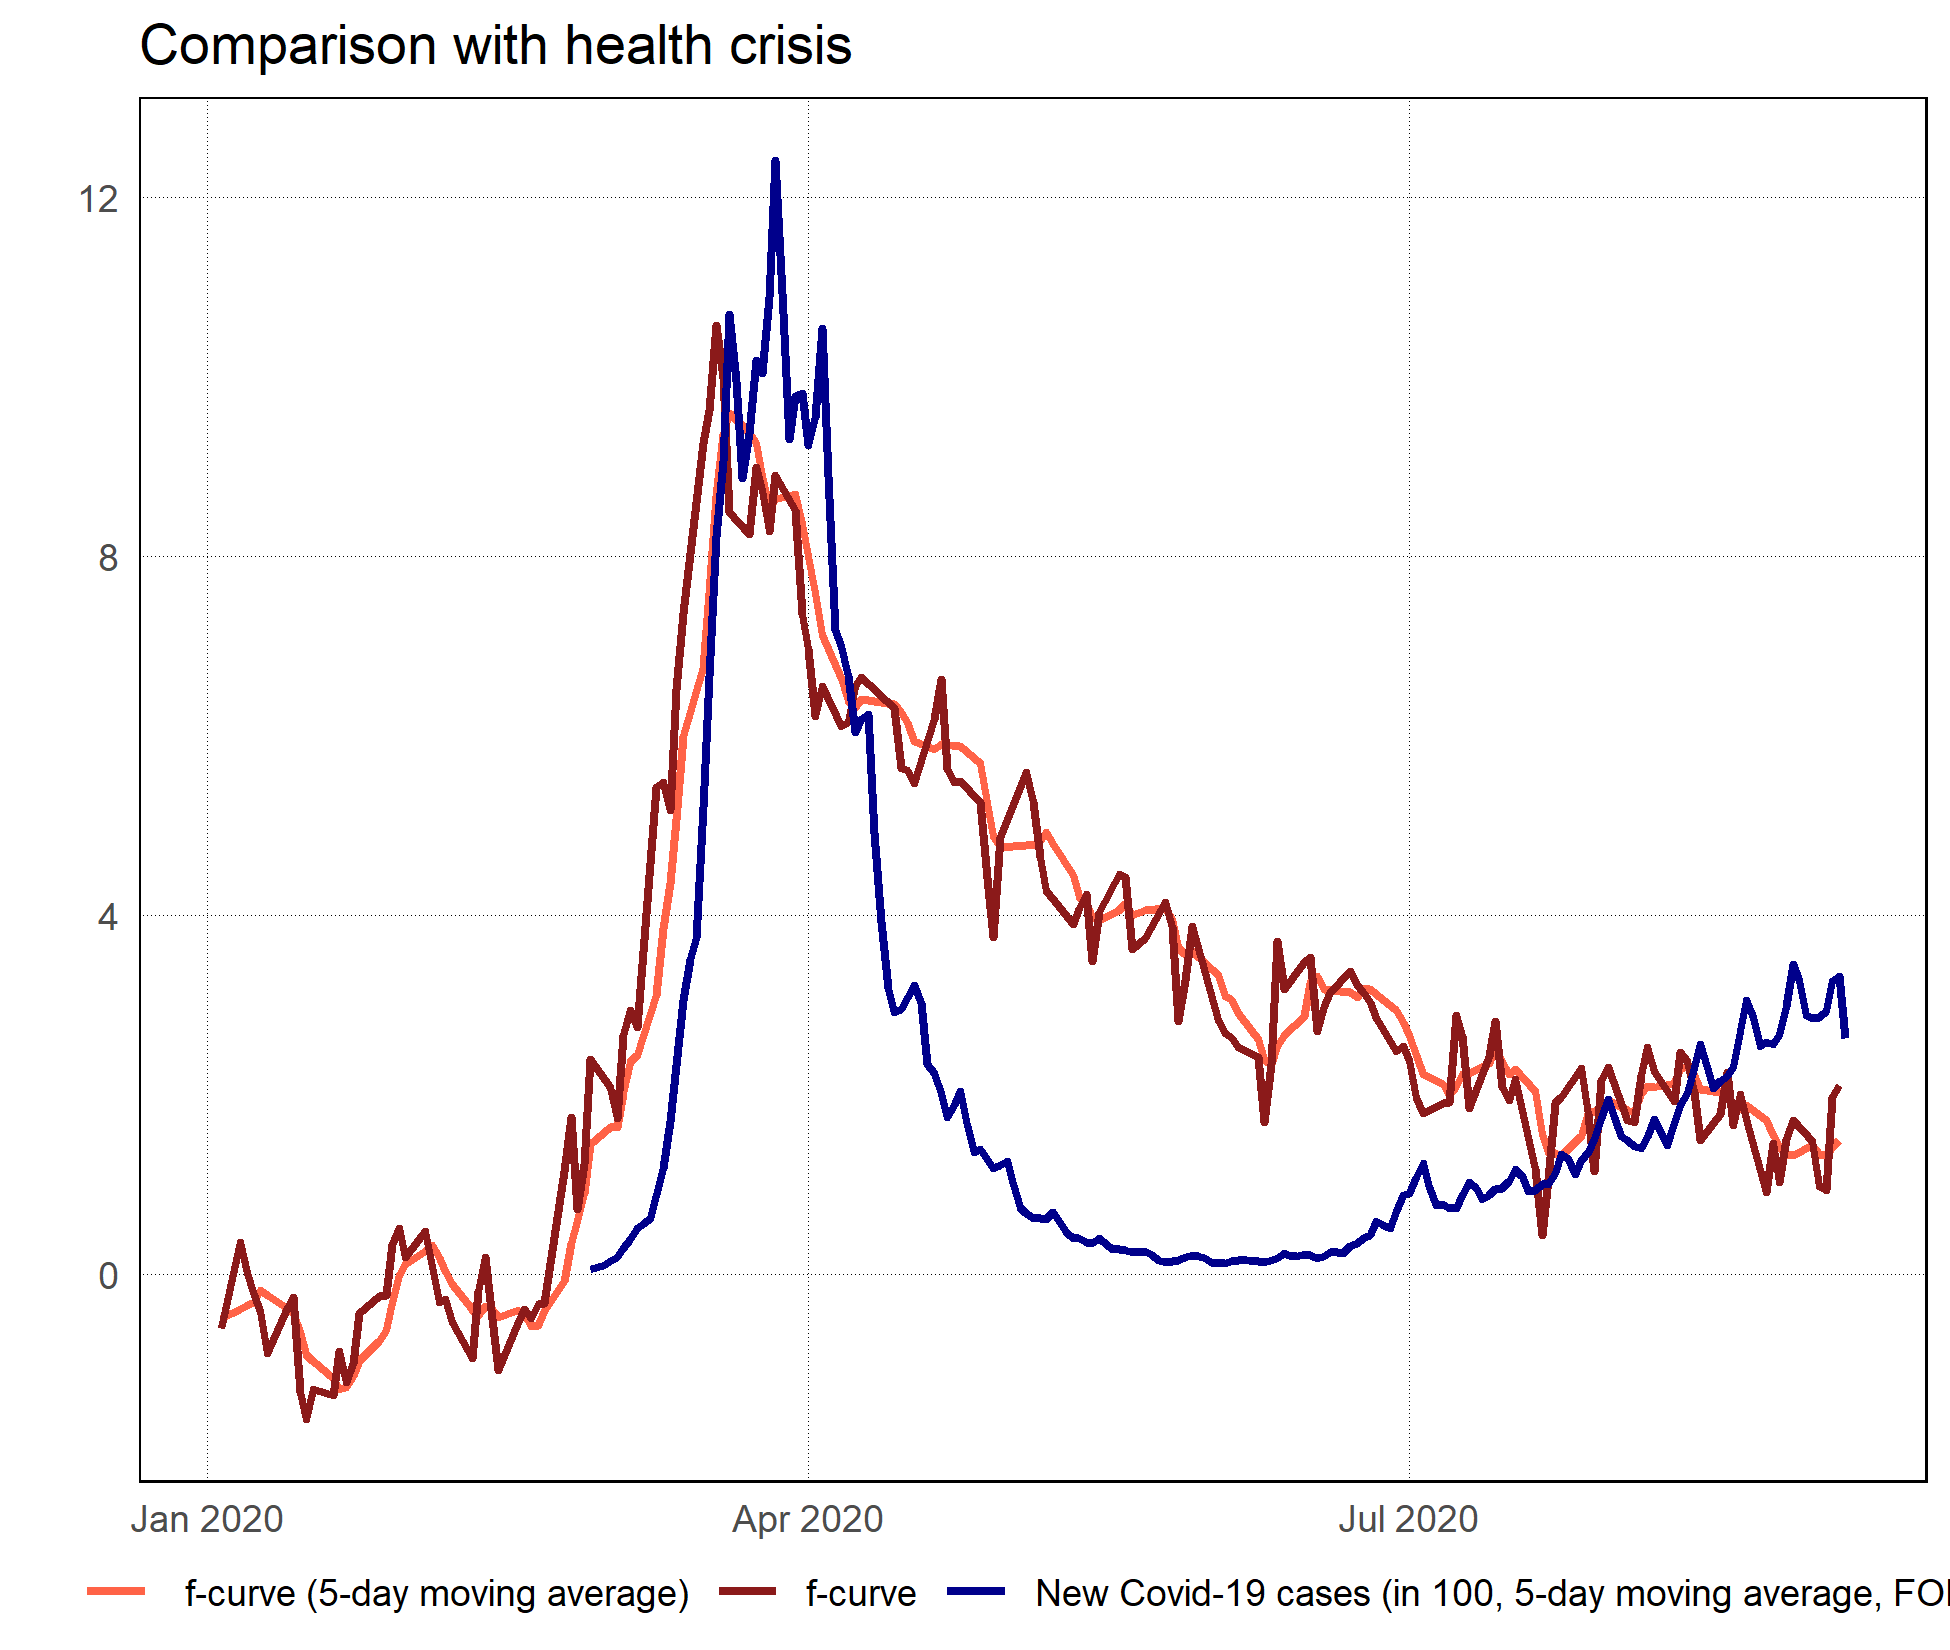 Comparison with health crisis
12
8
4
0
Jan 2020 Apr 2020 Jul 2020
f-curve (5-day moving average) f-curve New Covid-19 cases (in 100, 5-day moving average,